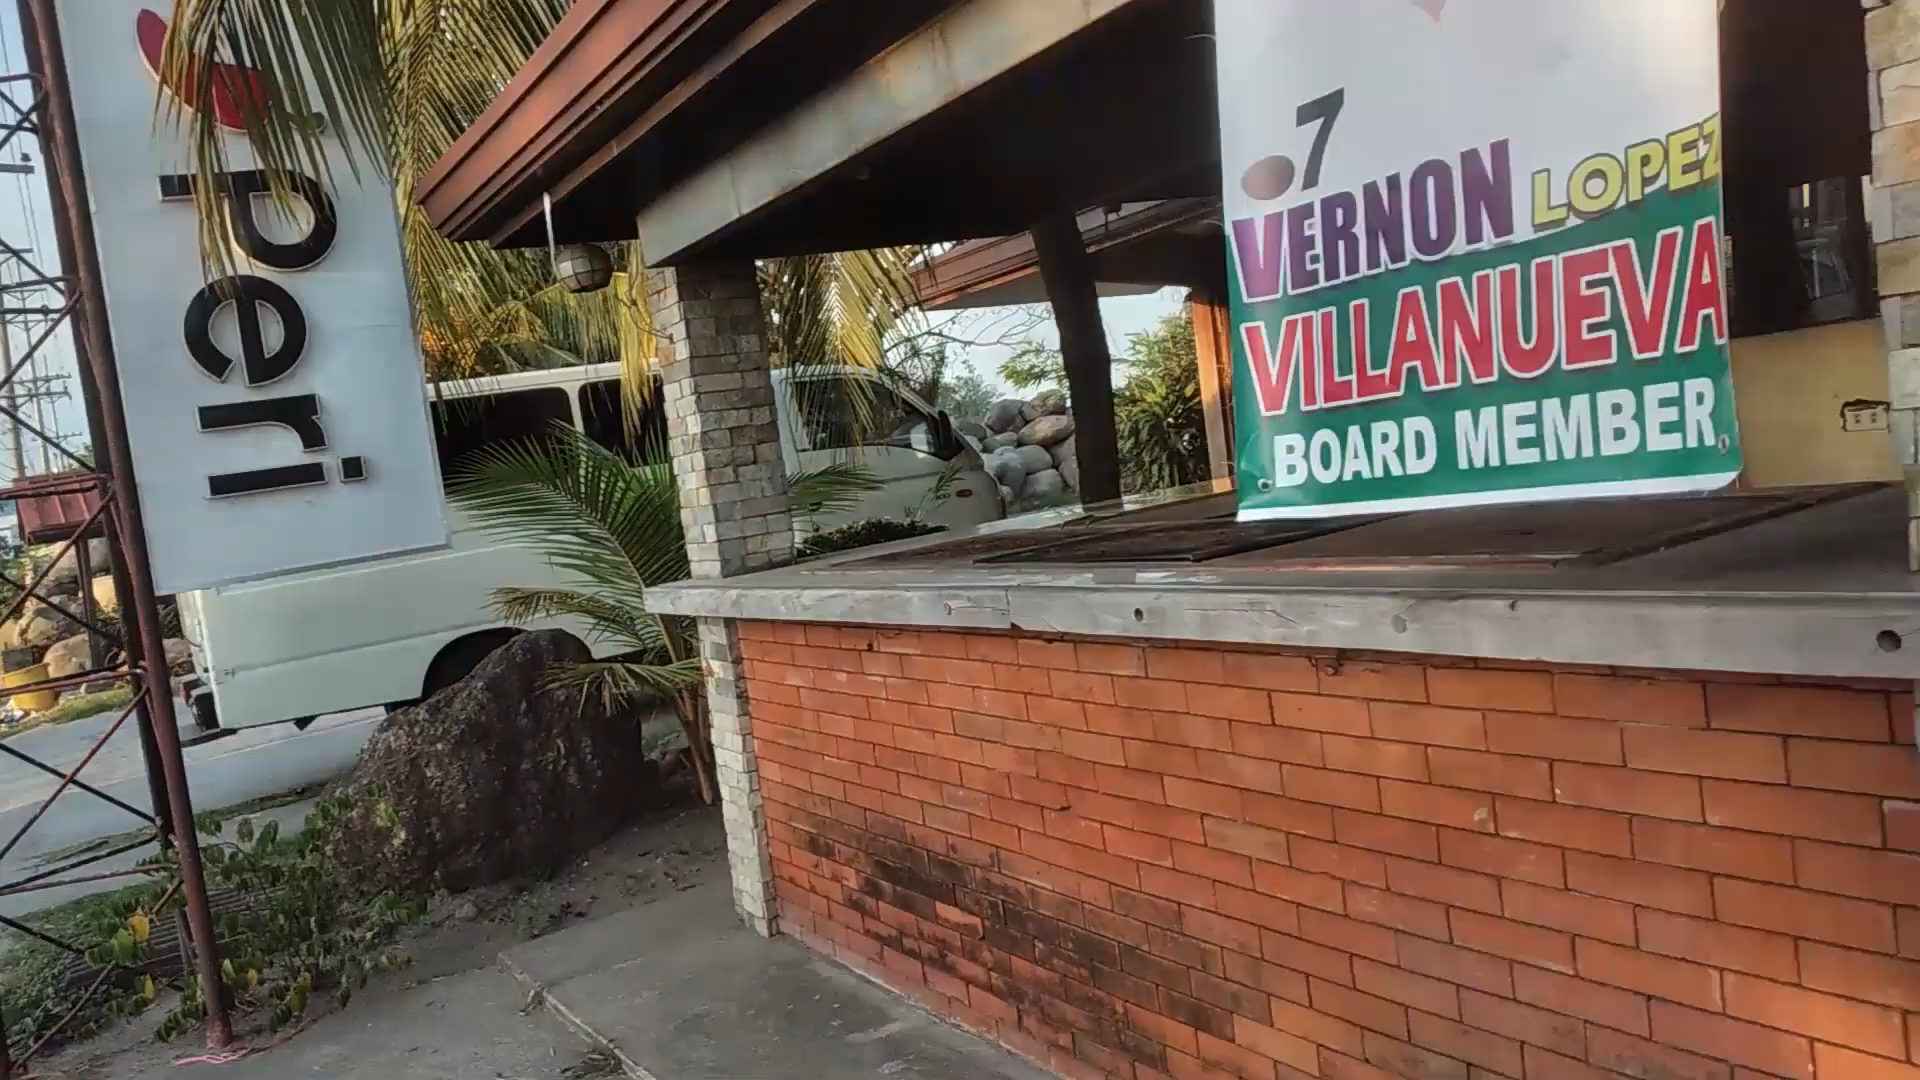 Peri
7
VERNON LOPEZ
VILLANUEVA
BOARD MEMBER